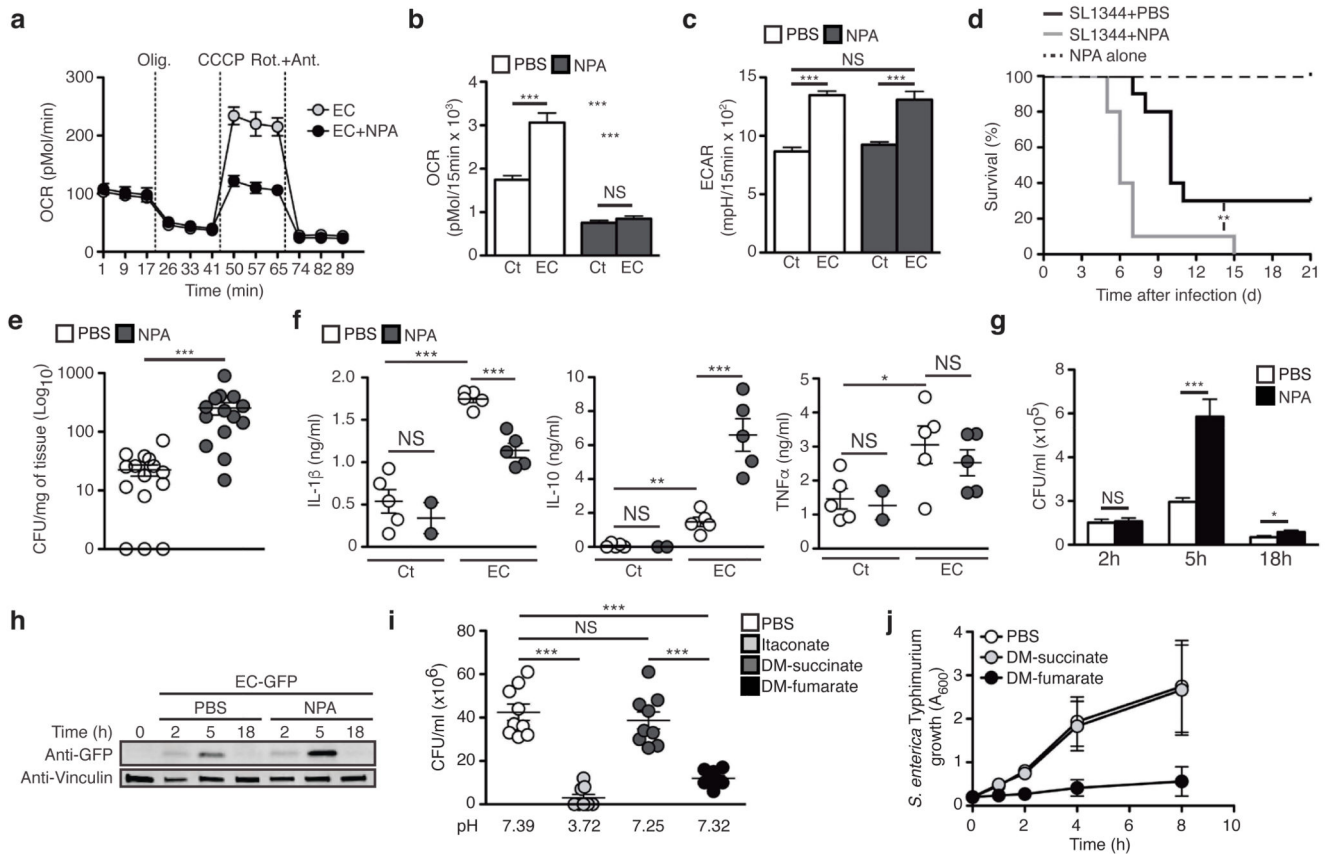 a
Olig.
CCCP Rot.+Ant.
OCR (pMol/min)
300
200
100
0
EC
EC+NPA
1 9 17 26 33 41 50 57 65 74 82 89
Time (min)
b
PBS NPA
OCR
(pMol/15min x 10³)
4
3
2
1
0
***
***
***
NS
Ct EC Ct EC
c
PBS NPA
ECAR
(mpH/15min x 10²)
15
10
5
0
NS
*** ***
Ct EC Ct EC
d
SL1344+PBS
SL1344+NPA
NPA alone
Survival (%)
100
80
60
40
20
0
**
0 3 6 9 12 15 18 21
Time after infection (d)
e
PBS NPA
CFU/mg of tissue (Log₁₀)
***
1000
100
10
0
f
PBS NPA
IL-1β (ng/ml)
2.0
1.5
1.0
0.5
0
***
***
NS
Ct EC
IL-10 (ng/ml)
10
8
6
4
2
0
***
**
NS
Ct EC
TNFα (ng/ml)
5
4
3
2
1
0
*
NS
NS
Ct EC
g
PBS
NPA
CFU/ml (x10⁵)
8
6
3
1
0
NS
***
*
2h 5h 18h
h
EC-GFP
PBS NPA
Time (h) 0 2 5 18 2 5 18
Anti-GFP
Anti-Vinculin
i
PBS
Itaconate
DM-succinate
DM-fumarate
CFU/ml (x10⁶)
80
60
40
20
0
***
NS
*** ***
pH 7.39 3.72 7.25 7.32
j
PBS
DM-succinate
DM-fumarate
S. enterica Typhimurium
growth (A₆₀₀)
4
3
2
1
0
0 2 4 6 8 10
Time (h)